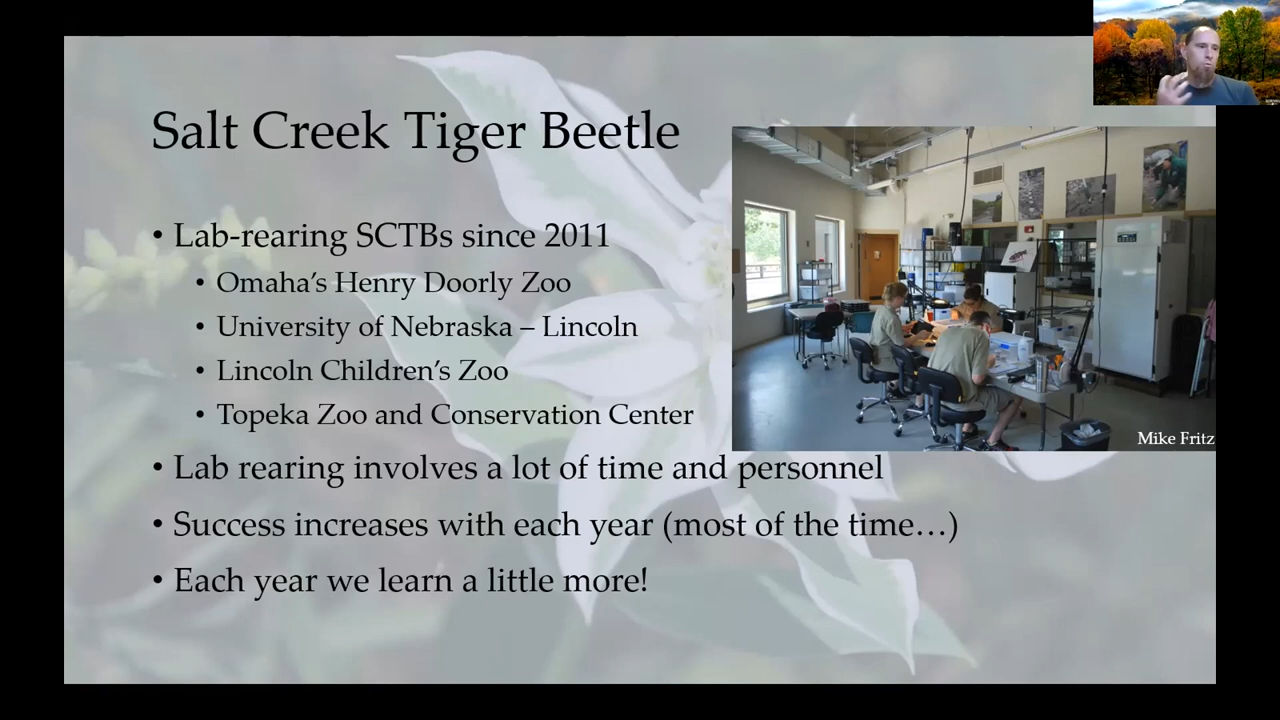 Salt Creek Tiger Beetle
• Lab-rearing SCTBs since 2011
• Omaha's Henry Doorly Zoo
• University of Nebraska – Lincoln
• Lincoln Children's Zoo
• Topeka Zoo and Conservation Center
Mike Fritz
• Lab rearing involves a lot of time and personnel
• Success increases with each year (most of the time…)
• Each year we learn a little more!